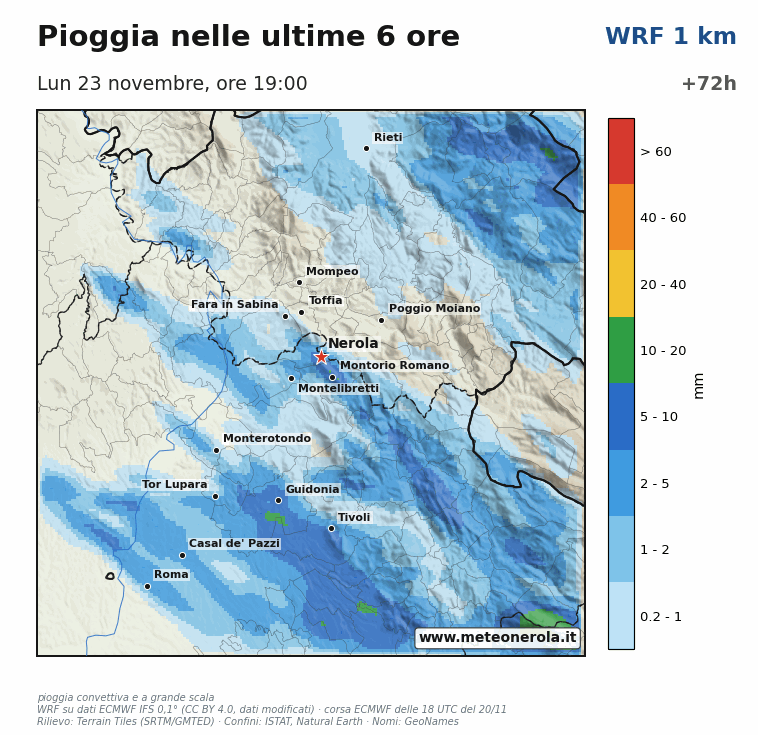 Pioggia nelle ultime 6 ore
WRF 1 km
Lun 23 novembre, ore 19:00
+72h
Rieti
Mompeo
Toffia
Fara in Sabina
Poggio Moiano
Nerola
Montorio Romano
Montelibretti
Monterotondo
Tor Lupara
Guidonia
Tivoli
Casal de' Pazzi
Roma
www.meteonerola.it
> 60
40 - 60
20 - 40
10 - 20
5 - 10
2 - 5
1 - 2
0.2 - 1
mm
pioggia convettiva e a grande scala
WRF su dati ECMWF IFS 0,1° (CC BY 4.0, dati modificati) · corsa ECMWF delle 18 UTC del 20/11
Rilievo: Terrain Tiles (SRTM/GMTED) · Confini: ISTAT, Natural Earth · Nomi: GeoNames